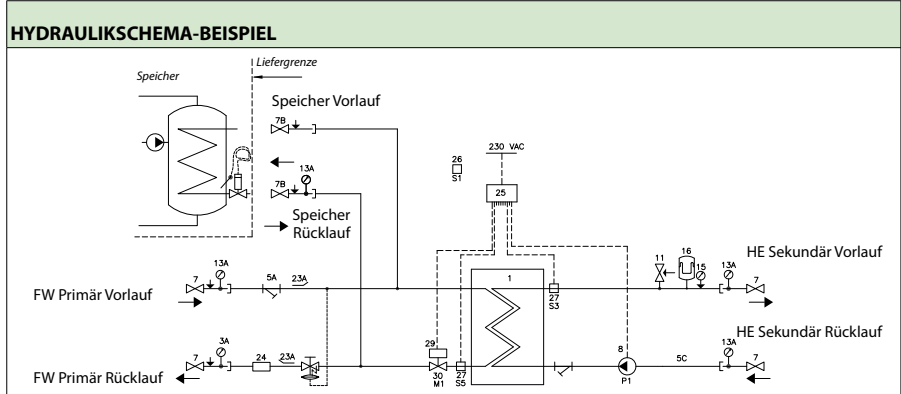 HYDRAULIKSCHEMA-BEISPIEL
Speicher
Liefergrenze
Speicher Vorlauf
7B
13A
7B
Speicher
Rücklauf
26
S1
230 VAC
25
HE Sekundär Vorlauf
11
16
15
13A
7
13A
7
5A
23A
FW Primär Vorlauf
1
27
S3
HE Sekundär Rücklauf
3A
7
24
23A
29
30
M1
27
S5
8
P1
5C
13A
7
FW Primär Rücklauf